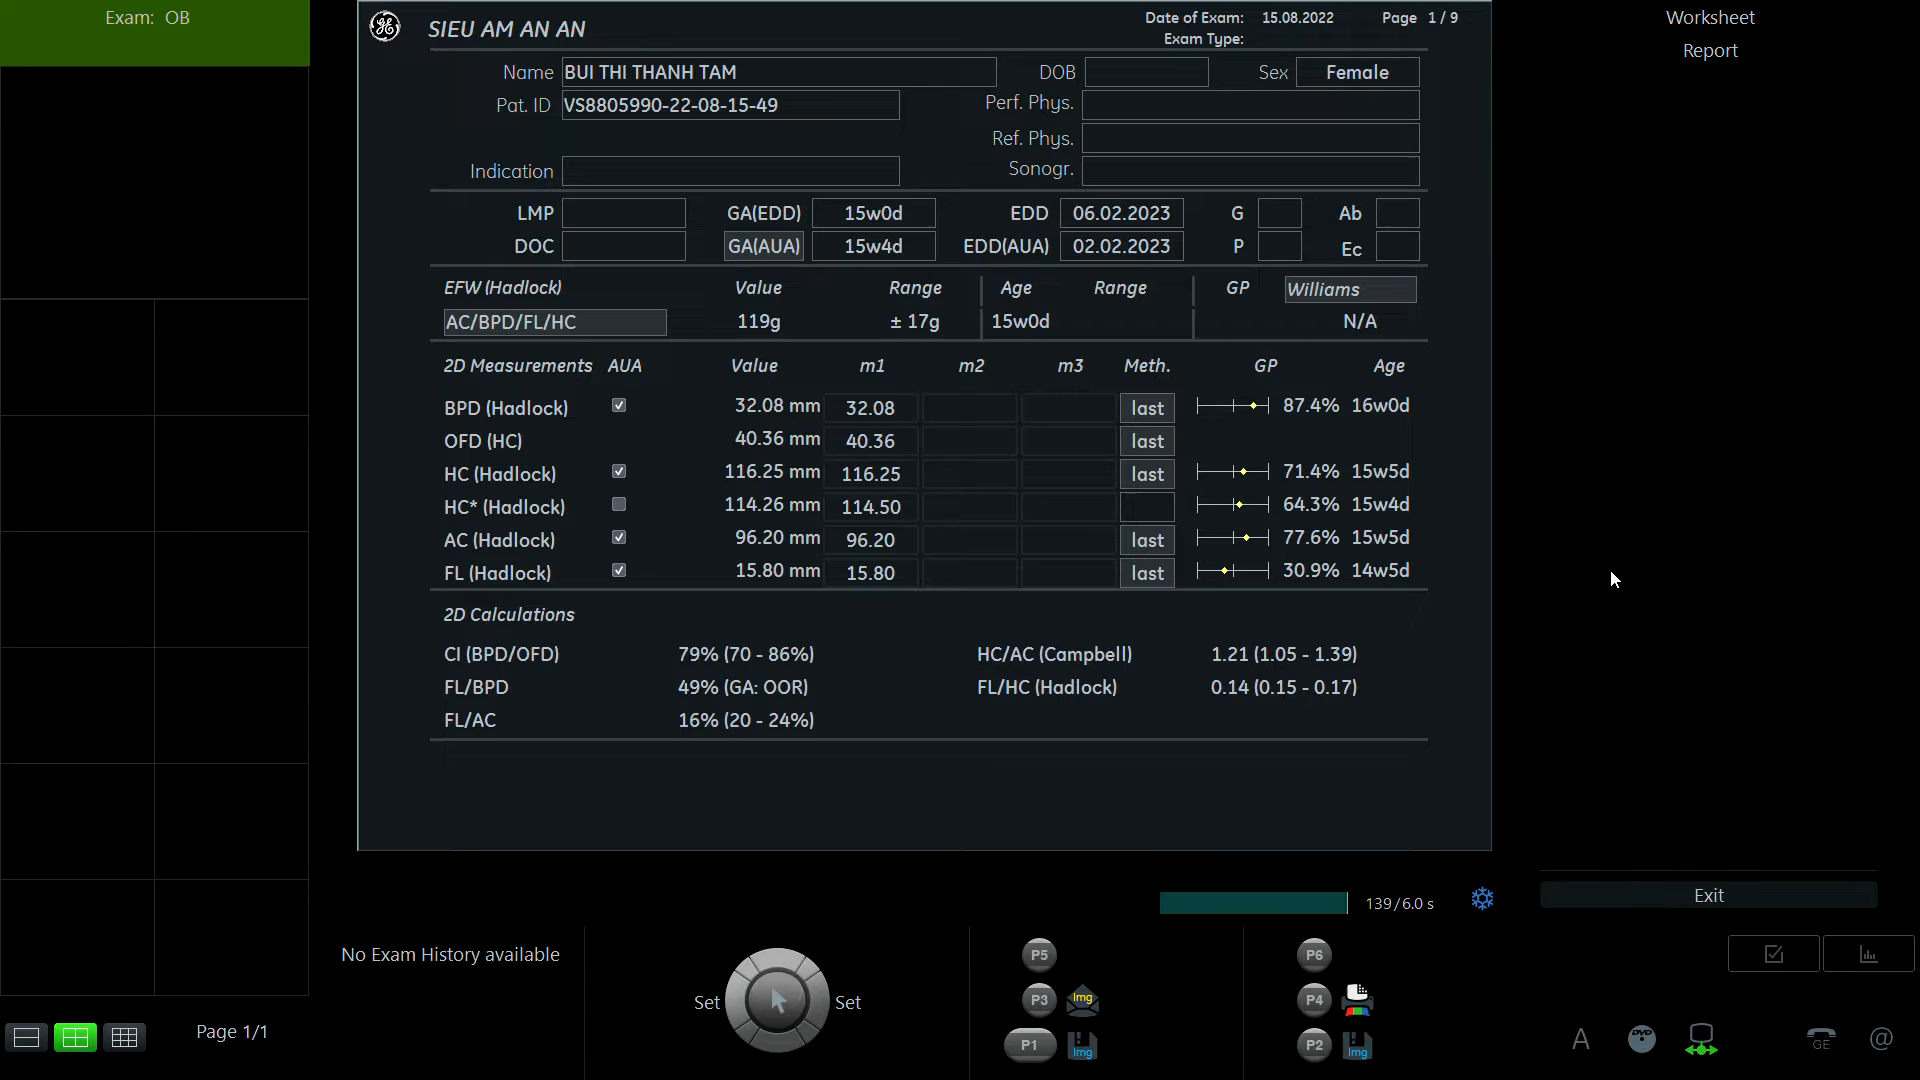 Exam: OB
SIEU AM AN AN
Date of Exam: 15.08.2022 Page 1 / 9
Exam Type:
Worksheet
Report
Name BUI THI THANH TAM DOB Sex Female
Pat. ID VS8805990-22-08-15-49 Perf. Phys.
Ref. Phys.
Indication Sonogr.
LMP GA(EDD) 15w0d EDD 06.02.2023 G Ab
DOC GA(AUA) 15w4d EDD(AUA) 02.02.2023 P Ec
EFW (Hadlock) Value Range Age Range GP Williams
AC/BPD/FL/HC 119g ± 17g 15w0d N/A
2D Measurements AUA Value m1 m2 m3 Meth. GP Age
BPD (Hadlock) 32.08 mm 32.08 last 87.4% 16w0d
OFD (HC) 40.36 mm 40.36 last
HC (Hadlock) 116.25 mm 116.25 last 71.4% 15w5d
HC* (Hadlock) 114.26 mm 114.50 64.3% 15w4d
AC (Hadlock) 96.20 mm 96.20 last 77.6% 15w5d
FL (Hadlock) 15.80 mm 15.80 last 30.9% 14w5d
2D Calculations
CI (BPD/OFD) 79% (70 - 86%) HC/AC (Campbell) 1.21 (1.05 - 1.39)
FL/BPD 49% (GA: OOR) FL/HC (Hadlock) 0.14 (0.15 - 0.17)
FL/AC 16% (20 - 24%)
139/6.0 s
Exit
No Exam History available
Set Set
P5
P3 Img
P1 Img
P6
P4
P2 Img
Page 1/1
A DVD GE @